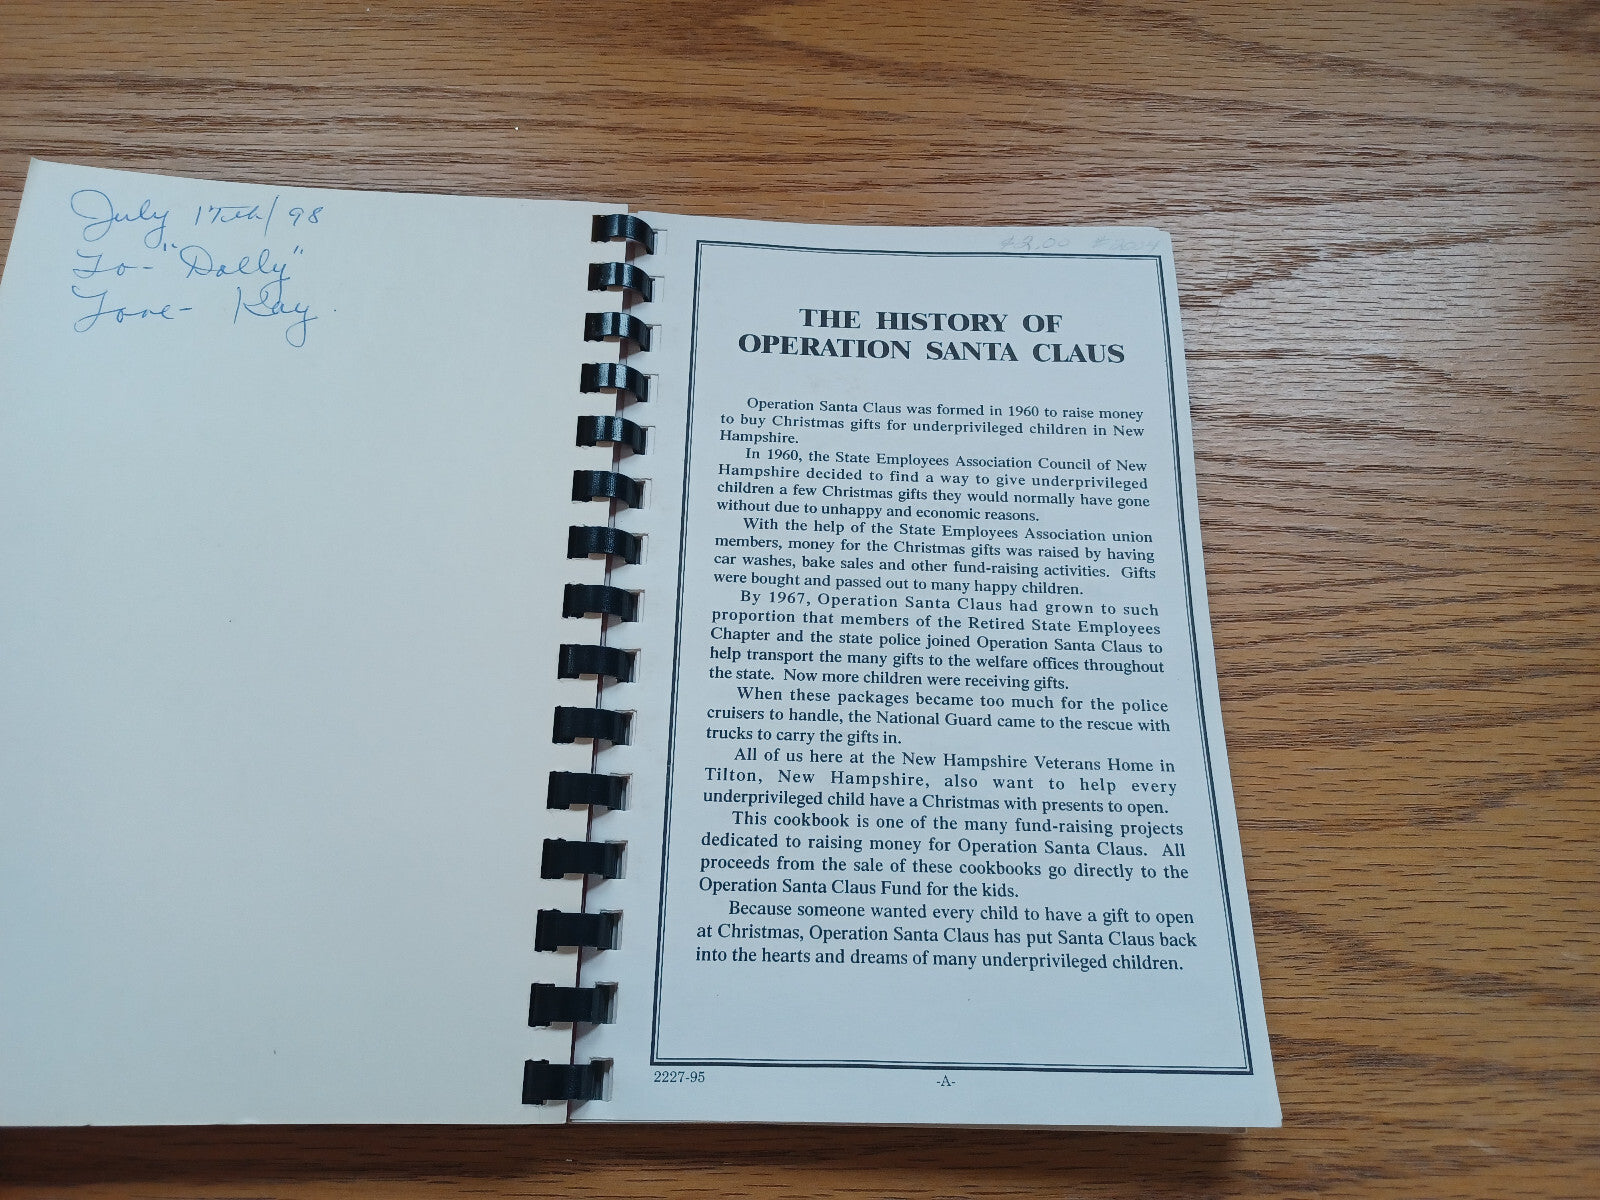 July 17th/98
To- "Dolly"
Love- Kay.
$2.00 #2004
THE HISTORY OF
OPERATION SANTA CLAUS
Operation Santa Claus was formed in 1960 to raise money
to buy Christmas gifts for underprivileged children in New
Hampshire.
In 1960, the State Employees Association Council of New
Hampshire decided to find a way to give underprivileged
children a few Christmas gifts they would normally have gone
without due to unhappy and economic reasons.
With the help of the State Employees Association union
members, money for the Christmas gifts was raised by having
car washes, bake sales and other fund-raising activities. Gifts
were bought and passed out to many happy children.
By 1967, Operation Santa Claus had grown to such
proportion that members of the Retired State Employees
Chapter and the state police joined Operation Santa Claus to
help transport the many gifts to the welfare offices throughout
the state. Now more children were receiving gifts.
When these packages became too much for the police
cruisers to handle, the National Guard came to the rescue with
trucks to carry the gifts in.
All of us here at the New Hampshire Veterans Home in
Tilton, New Hampshire, also want to help every
underprivileged child have a Christmas with presents to open.
This cookbook is one of the many fund-raising projects
dedicated to raising money for Operation Santa Claus. All
proceeds from the sale of these cookbooks go directly to the
Operation Santa Claus Fund for the kids.
Because someone wanted every child to have a gift to open
at Christmas, Operation Santa Claus has put Santa Claus back
into the hearts and dreams of many underprivileged children.
2227-95
-A-